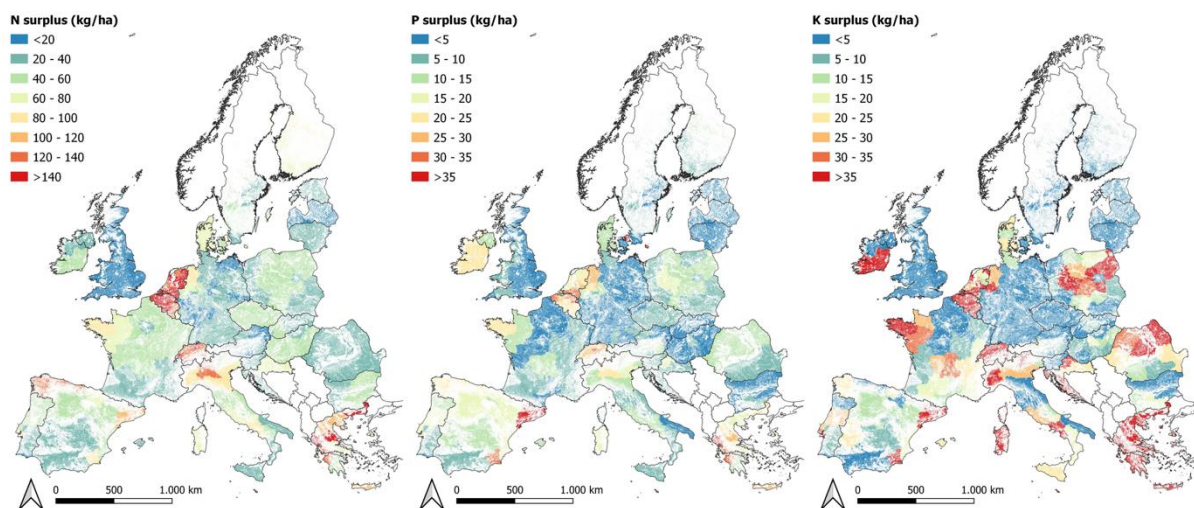 N surplus (kg/ha)
<20
20 - 40
40 - 60
60 - 80
80 - 100
100 - 120
120 - 140
>140
0 500 1.000 km
P surplus (kg/ha)
<5
5 - 10
10 - 15
15 - 20
20 - 25
25 - 30
30 - 35
>35
0 500 1.000 km
K surplus (kg/ha)
<5
5 - 10
10 - 15
15 - 20
20 - 25
25 - 30
30 - 35
>35
0 500 1.000 km